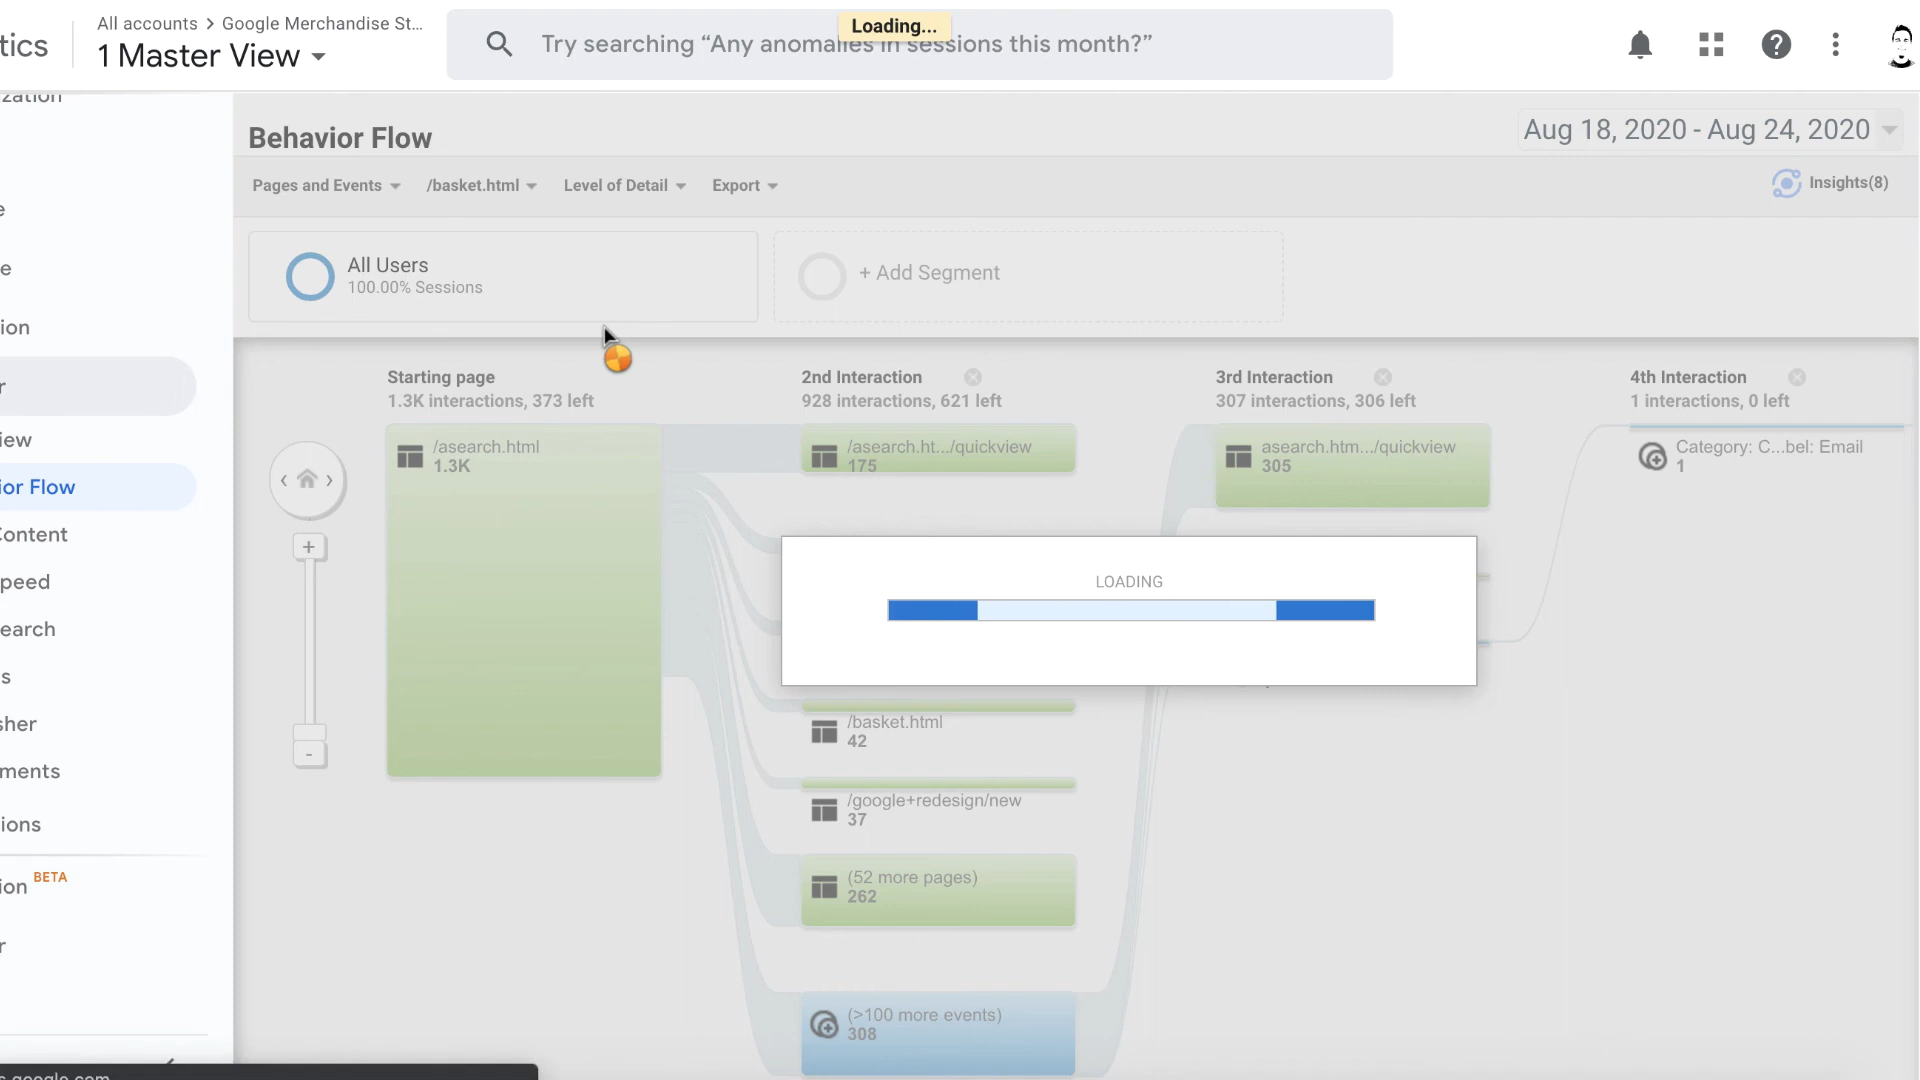 tics
All accounts > Google Merchandise St...
1 Master View
Loading...
Try searching “Any anomalies in sessions this month?”
zation
Behavior Flow
Aug 18, 2020 - Aug 24, 2020
Pages and Events
/basket.html
Level of Detail
Export
Insights(8)
All Users
100.00% Sessions
+ Add Segment
e
e
ion
r
iew
ior Flow
Content
peed
earch
s
sher
ments
ions
ion BETA
r
Starting page
1.3K interactions, 373 left
2nd Interaction
928 interactions, 621 left
3rd Interaction
307 interactions, 306 left
4th Interaction
1 interactions, 0 left
/asearch.html
1.3K
/asearch.ht.../quickview
175
asearch.htm.../quickview
305
Category: C...bel: Email
1
+
-
LOADING
/basket.html
42
/google+redesign/new
37
(52 more pages)
262
(>100 more events)
308
s.google.com